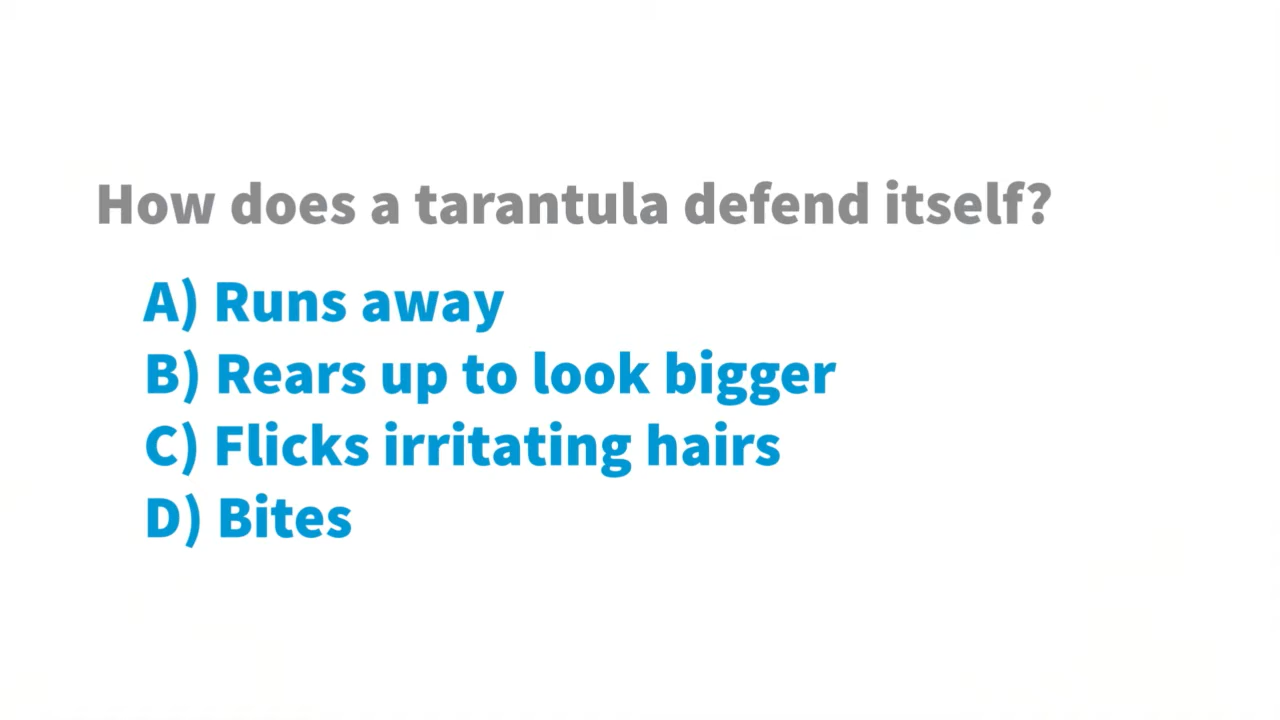 How does a tarantula defend itself?
A) Runs away
B) Rears up to look bigger
C) Flicks irritating hairs
D) Bites